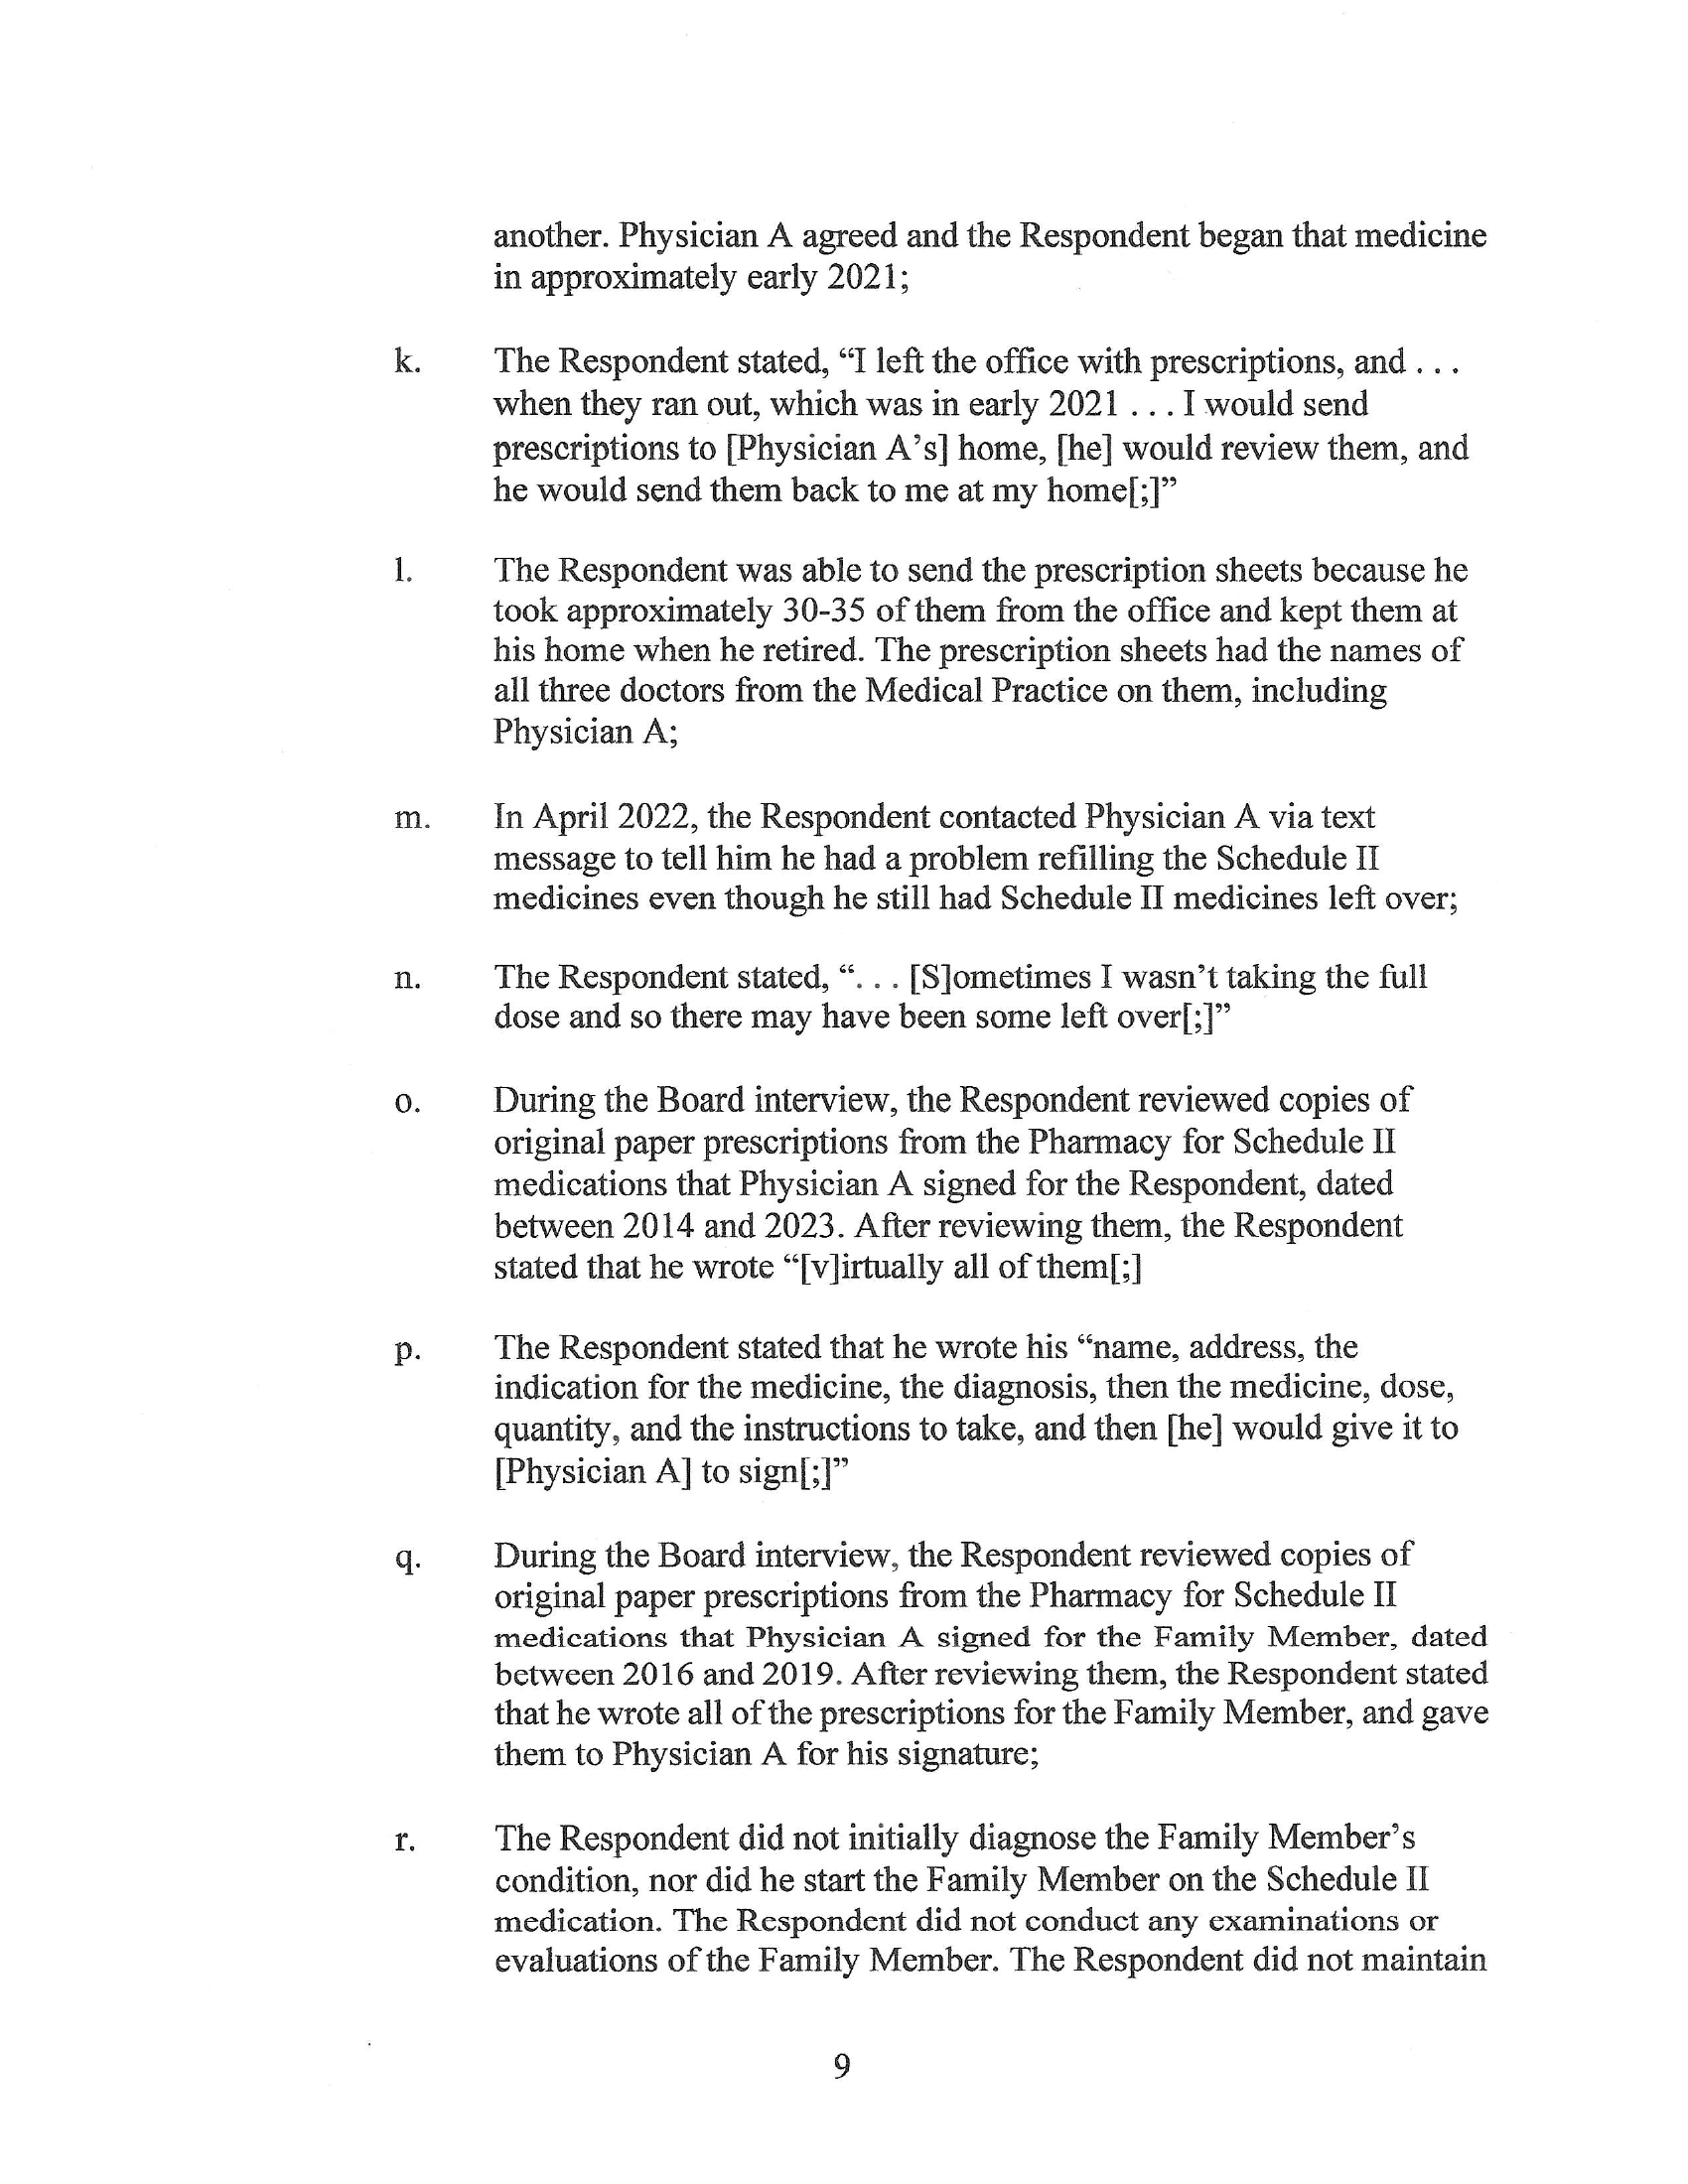 another. Physician A agreed and the Respondent began that medicine
in approximately early 2021;
k. The Respondent stated, “I left the office with prescriptions, and . . .
when they ran out, which was in early 2021 . . . I would send
prescriptions to [Physician A’s] home, [he] would review them, and
he would send them back to me at my home[;]”
l. The Respondent was able to send the prescription sheets because he
took approximately 30-35 of them from the office and kept them at
his home when he retired. The prescription sheets had the names of
all three doctors from the Medical Practice on them, including
Physician A;
m. In April 2022, the Respondent contacted Physician A via text
message to tell him he had a problem refilling the Schedule II
medicines even though he still had Schedule II medicines left over;
n. The Respondent stated, “. . . [S]ometimes I wasn’t taking the full
dose and so there may have been some left over[;]”
o. During the Board interview, the Respondent reviewed copies of
original paper prescriptions from the Pharmacy for Schedule II
medications that Physician A signed for the Respondent, dated
between 2014 and 2023. After reviewing them, the Respondent
stated that he wrote “[v]irtually all of them[;]
p. The Respondent stated that he wrote his “name, address, the
indication for the medicine, the diagnosis, then the medicine, dose,
quantity, and the instructions to take, and then [he] would give it to
[Physician A] to sign[;]”
q. During the Board interview, the Respondent reviewed copies of
original paper prescriptions from the Pharmacy for Schedule II
medications that Physician A signed for the Family Member, dated
between 2016 and 2019. After reviewing them, the Respondent stated
that he wrote all of the prescriptions for the Family Member, and gave
them to Physician A for his signature;
r. The Respondent did not initially diagnose the Family Member’s
condition, nor did he start the Family Member on the Schedule II
medication. The Respondent did not conduct any examinations or
evaluations of the Family Member. The Respondent did not maintain
9